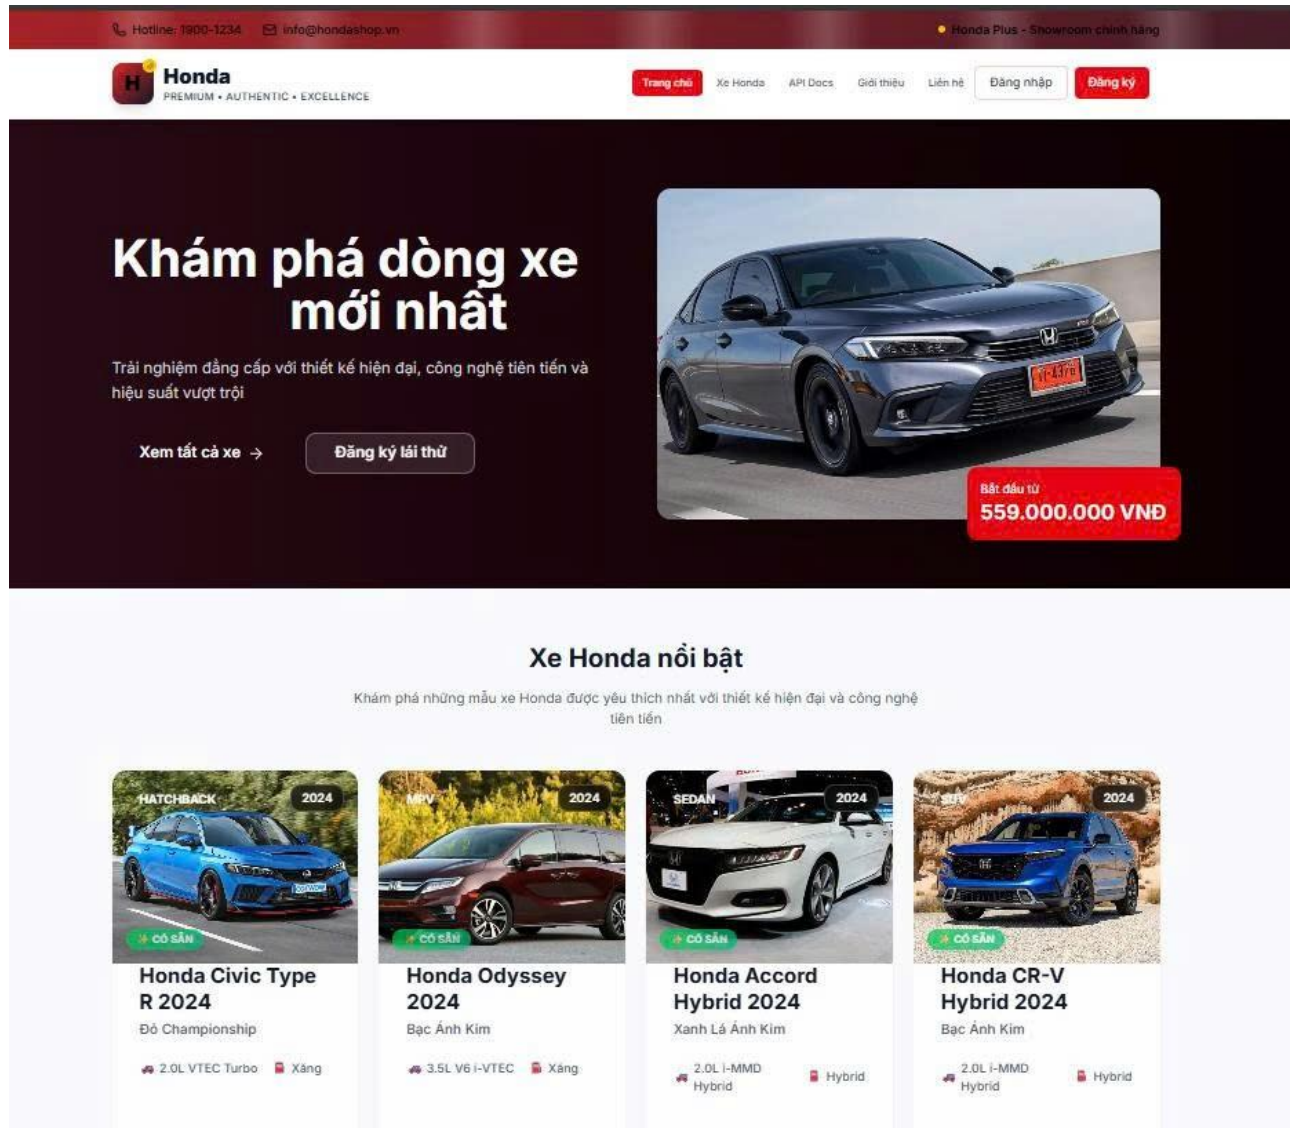 Hotline: 1900-1234 info@hondashop.vn Honda Plus - Showroom chính hãng
H Honda
PREMIUM • AUTHENTIC • EXCELLENCE
Trang chủ Xe Honda API Docs Giới thiệu Liên hệ Đăng nhập Đăng ký
Khám phá dòng xe
mới nhất
Trải nghiệm đẳng cấp với thiết kế hiện đại, công nghệ tiên tiến và
hiệu suất vượt trội
Xem tất cả xe → Đăng ký lái thử
Bắt đầu từ
559.000.000 VNĐ
Xe Honda nổi bật
Khám phá những mẫu xe Honda được yêu thích nhất với thiết kế hiện đại và công nghệ
tiên tiến
HATCHBACK 2024
CÓ SẴN
Honda Civic Type
R 2024
Đỏ Championship
2.0L VTEC Turbo Xăng
MPV 2024
CÓ SẴN
Honda Odyssey
2024
Bạc Ánh Kim
3.5L V6 i-VTEC Xăng
SEDAN 2024
CÓ SẴN
Honda Accord
Hybrid 2024
Xanh Lá Ánh Kim
2.0L i-MMD
Hybrid Hybrid
SUV 2024
CÓ SẴN
Honda CR-V
Hybrid 2024
Bạc Ánh Kim
2.0L i-MMD
Hybrid Hybrid